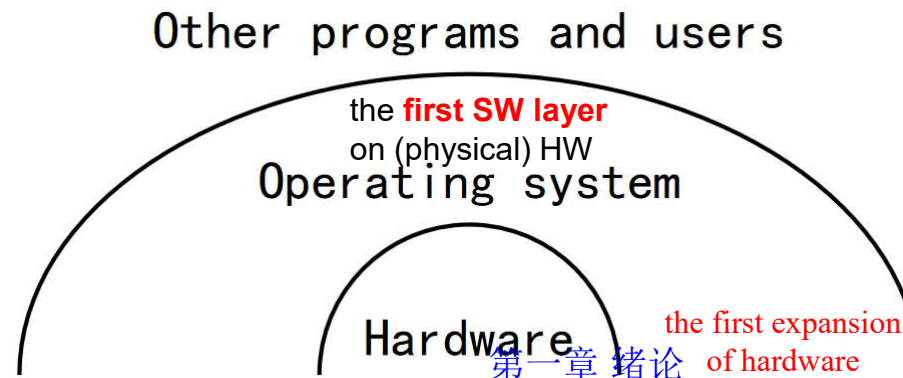 Other programs and users
the first SW layer
on (physical) HW
Operating system
Hardware
the first expansion
of hardware
第一章 绪论